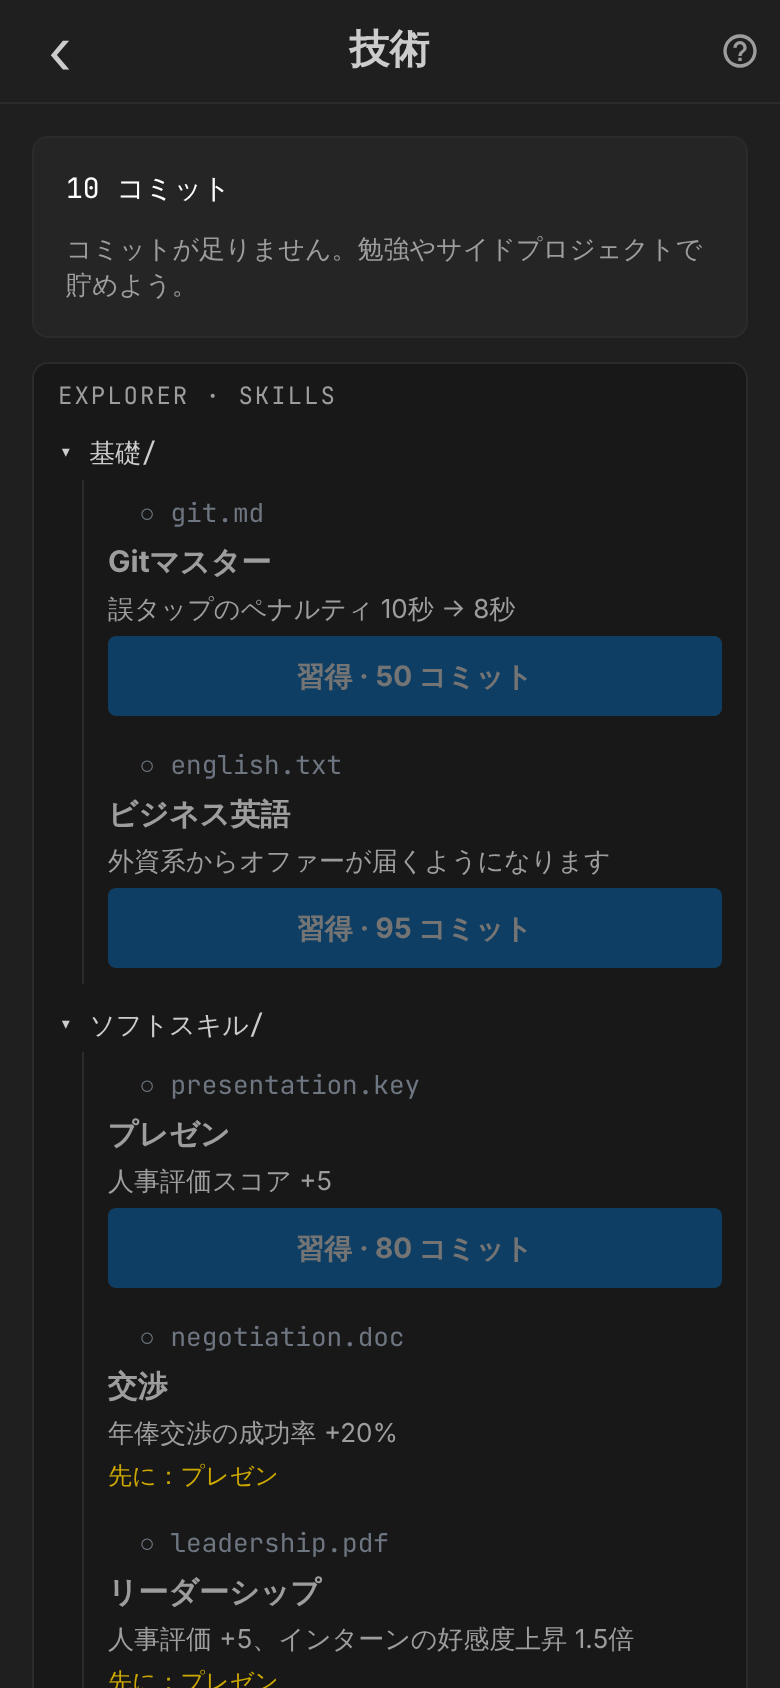 技術
10 コミット
コミットが足りません。勉強やサイドプロジェクトで
貯めよう。
EXPLORER · SKILLS
▾ 基礎/
○ git.md
Gitマスター
誤タップのペナルティ 10秒 → 8秒
習得 · 50 コミット
○ english.txt
ビジネス英語
外資系からオファーが届くようになります
習得 · 95 コミット
▾ ソフトスキル/
○ presentation.key
プレゼン
人事評価スコア +5
習得 · 80 コミット
○ negotiation.doc
交渉
年俸交渉の成功率 +20%
先に：プレゼン
○ leadership.pdf
リーダーシップ
人事評価 +5、インターンの好感度上昇 1.5倍
先に：プレゼン